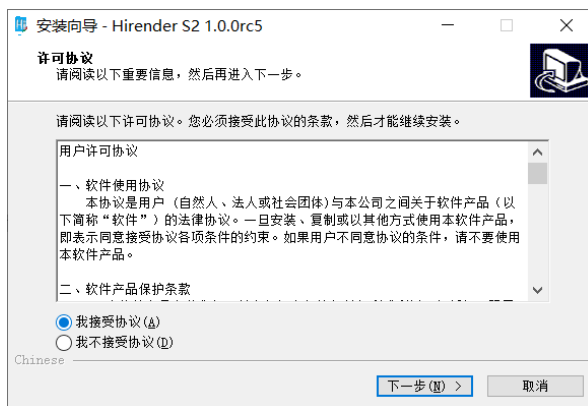 安装向导 - Hirender S2 1.0.0rc5
许可协议
请阅读以下重要信息，然后再进入下一步。
请阅读以下许可协议。您必须接受此协议的条款，然后才能继续安装。
用户许可协议
一、软件使用协议
本协议是用户（自然人、法人或社会团体)与本公司之间关于软件产品（以
下简称“软件”）的法律协议。一旦安装、复制或以其他方式使用本软件产品，
即表示同意接受协议各项条件的约束。如果用户不同意协议的条件，请不要使用
本软件产品。
二、软件产品保护条款
我接受协议(A)
我不接受协议(D)
Chinese
下一步(N) >
取消